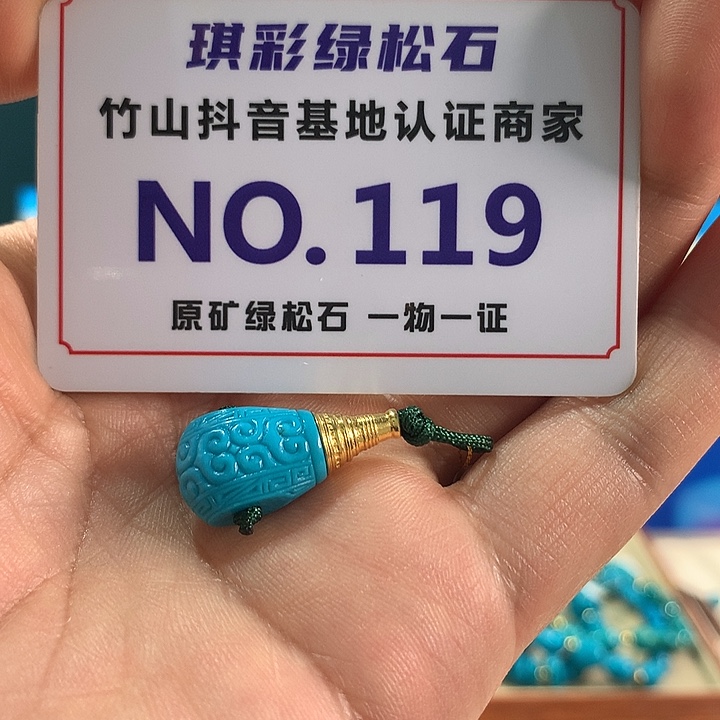 琪彩绿松石
竹山抖音基地认证商家
NO.119
原矿绿松石 一物一证